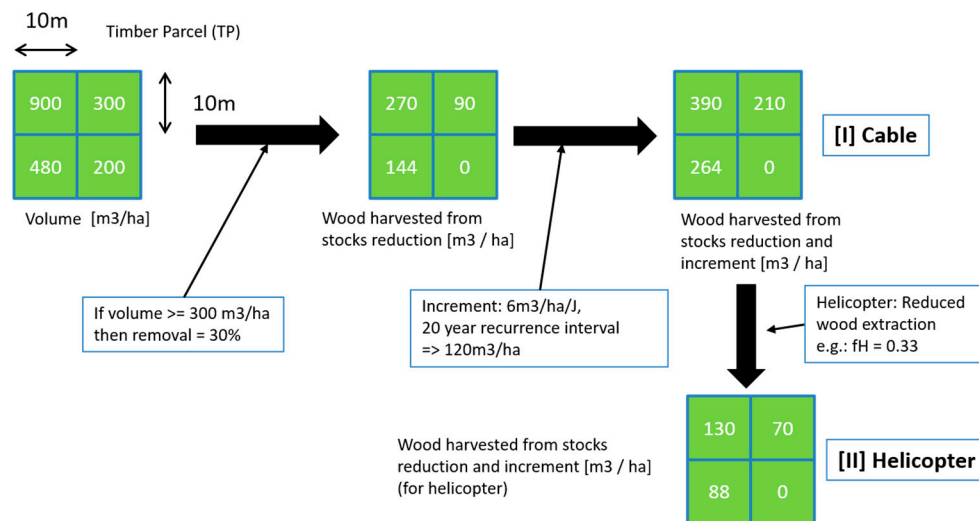 10m
Timber Parcel (TP)
900 300
480 200
10m
Volume [m3/ha]
If volume >= 300 m3/ha
then removal = 30%
270 90
144 0
Wood harvested from
stocks reduction [m3 / ha]
Increment: 6m3/ha/J,
20 year recurrence interval
=> 120m3/ha
390 210
264 0
[I] Cable
Wood harvested from
stocks reduction and
increment [m3 / ha]
Helicopter: Reduced
wood extraction
e.g.: fH = 0.33
Wood harvested from stocks
reduction and increment [m3 / ha]
(for helicopter)
130 70
88 0
[II] Helicopter